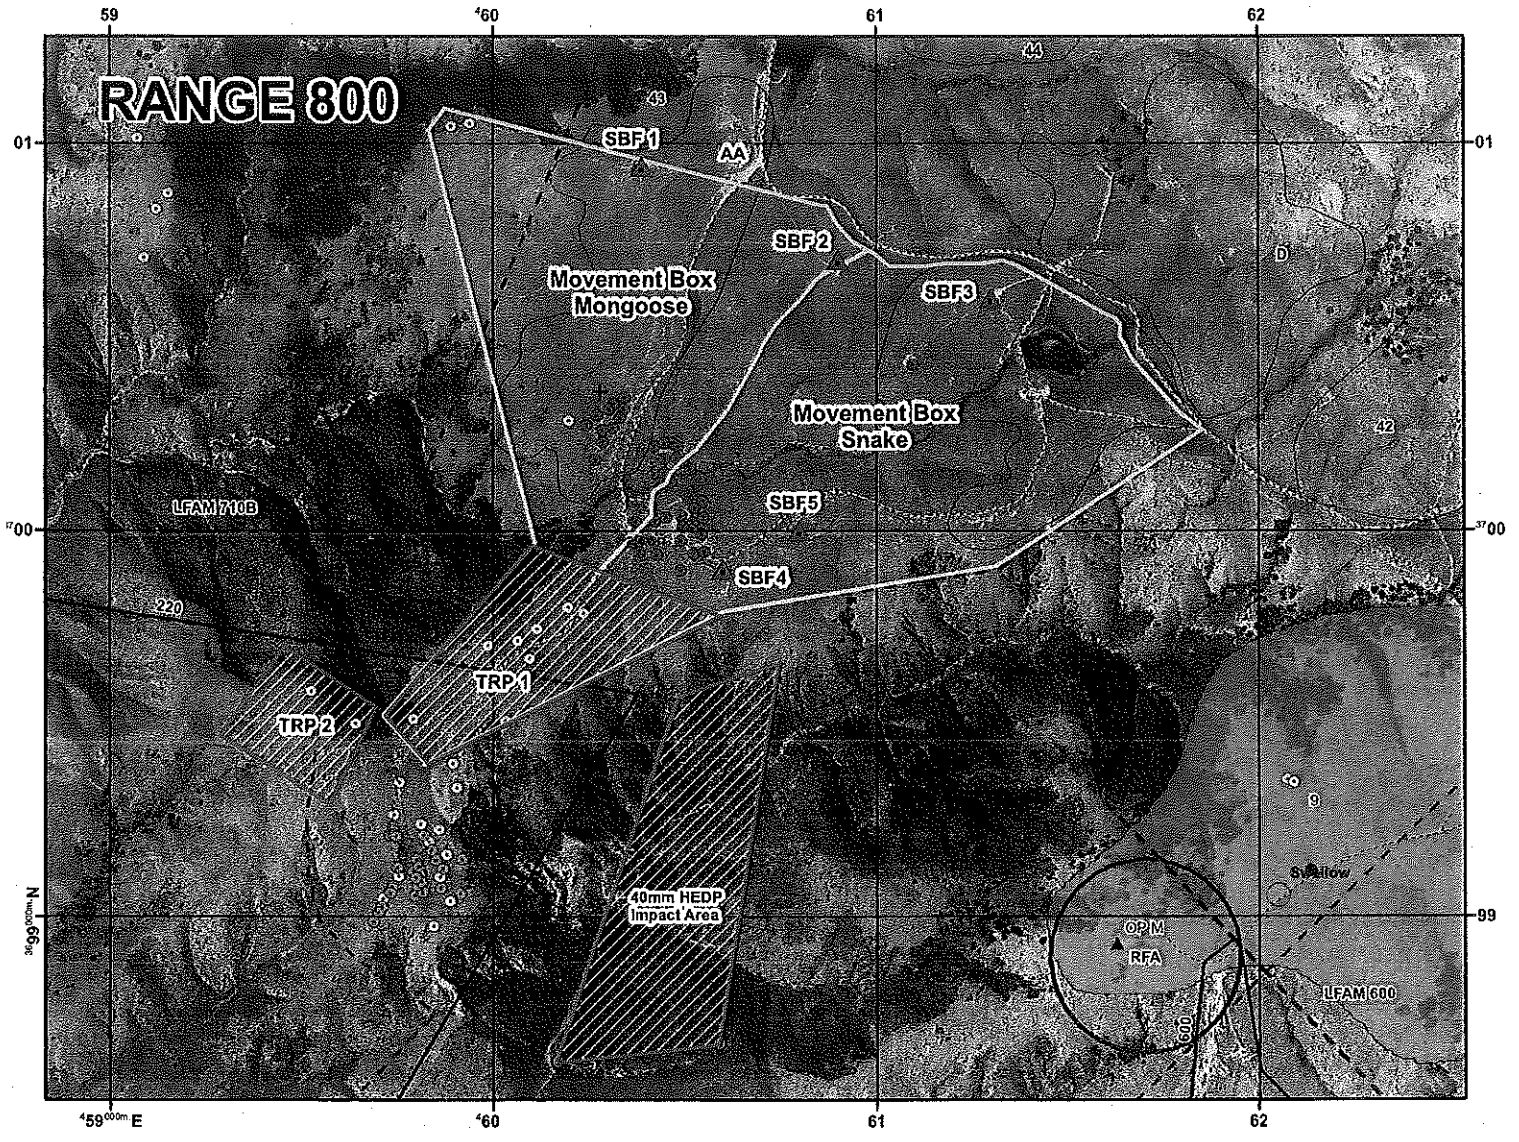 59 ⁴60 61 62
RANGE 800
44
43
01 01
SBF 1
AA
SBF 2
D
Movement Box
Mongoose
SBF3
Movement Box
Snake
42
LFAM 710B
SBF5
¹⁷00 ³⁷00
SBF4
220
TRP 1
TRP 2
9
Swallow
40mm HEDP
Impact Area
³⁶99⁰⁰⁰ᵐ·N 99
OP M
RFA
LFAM 600
600
⁴59⁰⁰⁰ᵐ·E ⁴60 61 62